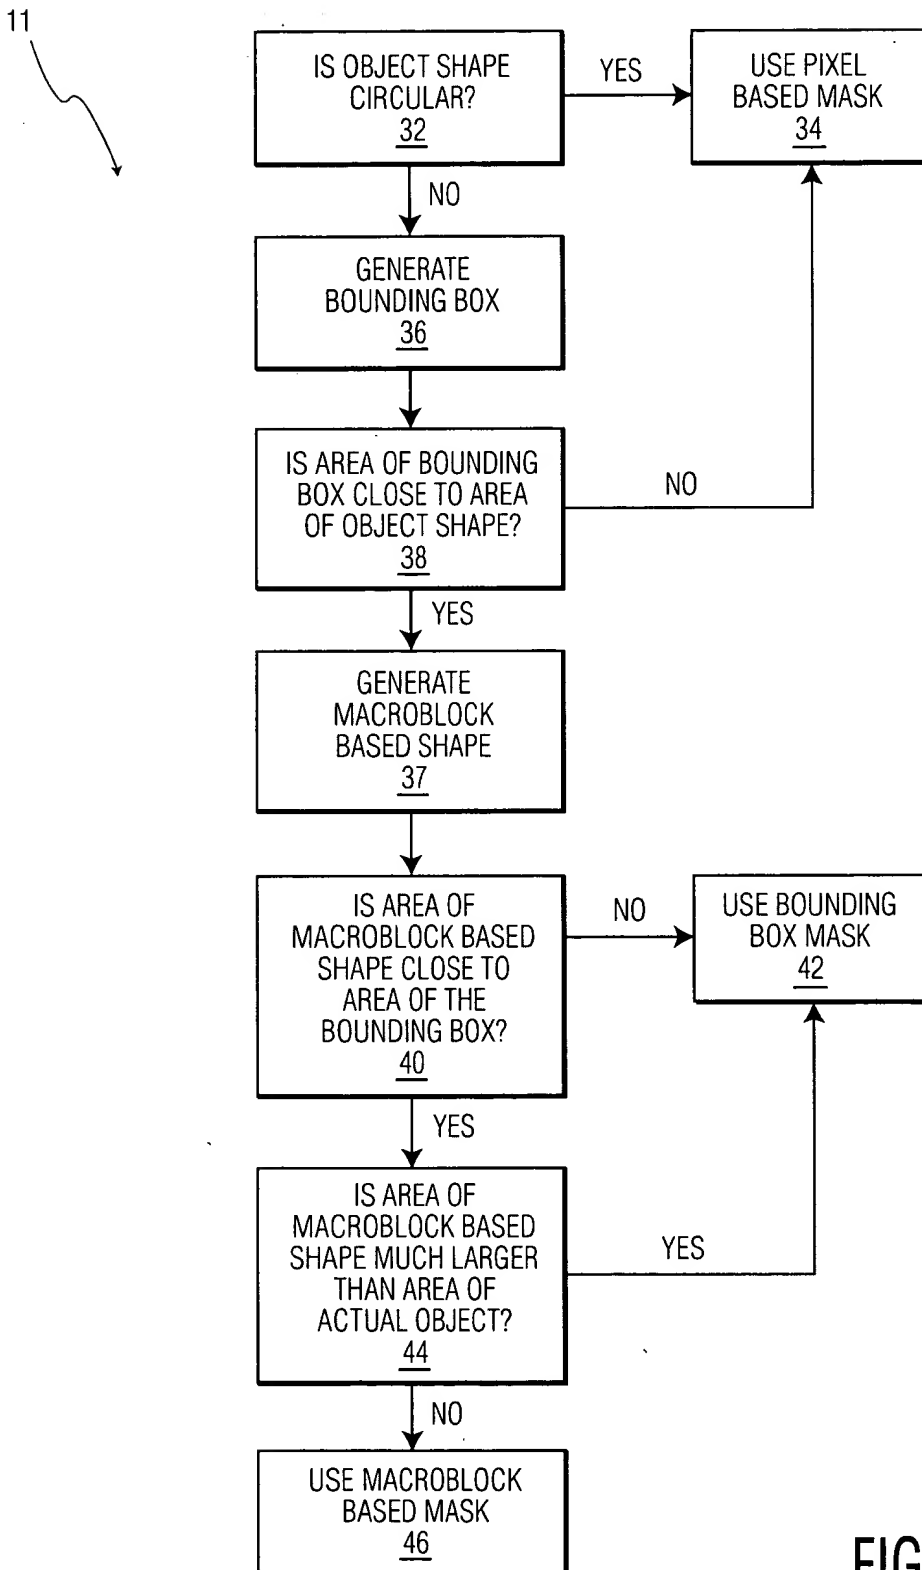 11
IS OBJECT SHAPE
CIRCULAR?
32
YES
USE PIXEL
BASED MASK
34
NO
GENERATE
BOUNDING BOX
36
IS AREA OF BOUNDING
BOX CLOSE TO AREA
OF OBJECT SHAPE?
38
NO
YES
GENERATE
MACROBLOCK
BASED SHAPE
37
IS AREA OF
MACROBLOCK BASED
SHAPE CLOSE TO
AREA OF THE
BOUNDING BOX?
40
NO
USE BOUNDING
BOX MASK
42
YES
IS AREA OF
MACROBLOCK BASED
SHAPE MUCH LARGER
THAN AREA OF
ACTUAL OBJECT?
44
YES
NO
USE MACROBLOCK
BASED MASK
46
FIG